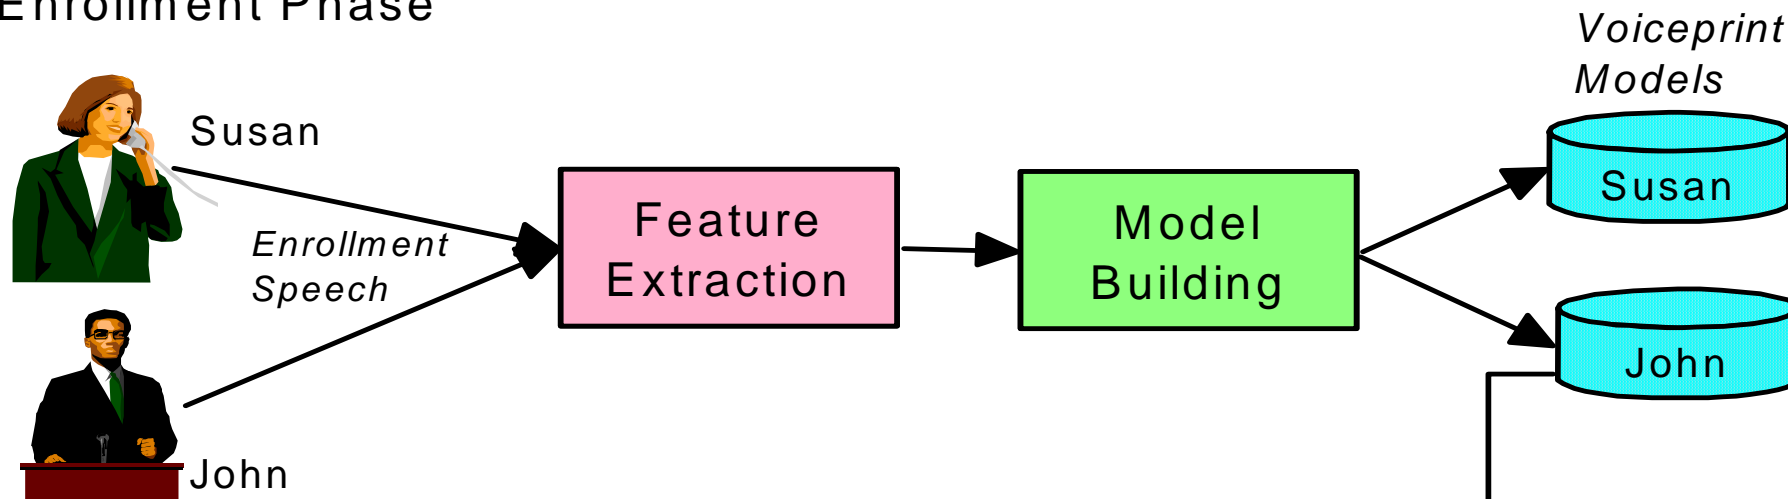 Enrollment Phase
Voiceprint
Models
Susan
Enrollment
Speech
Feature
Extraction
Model
Building
Susan
John
John